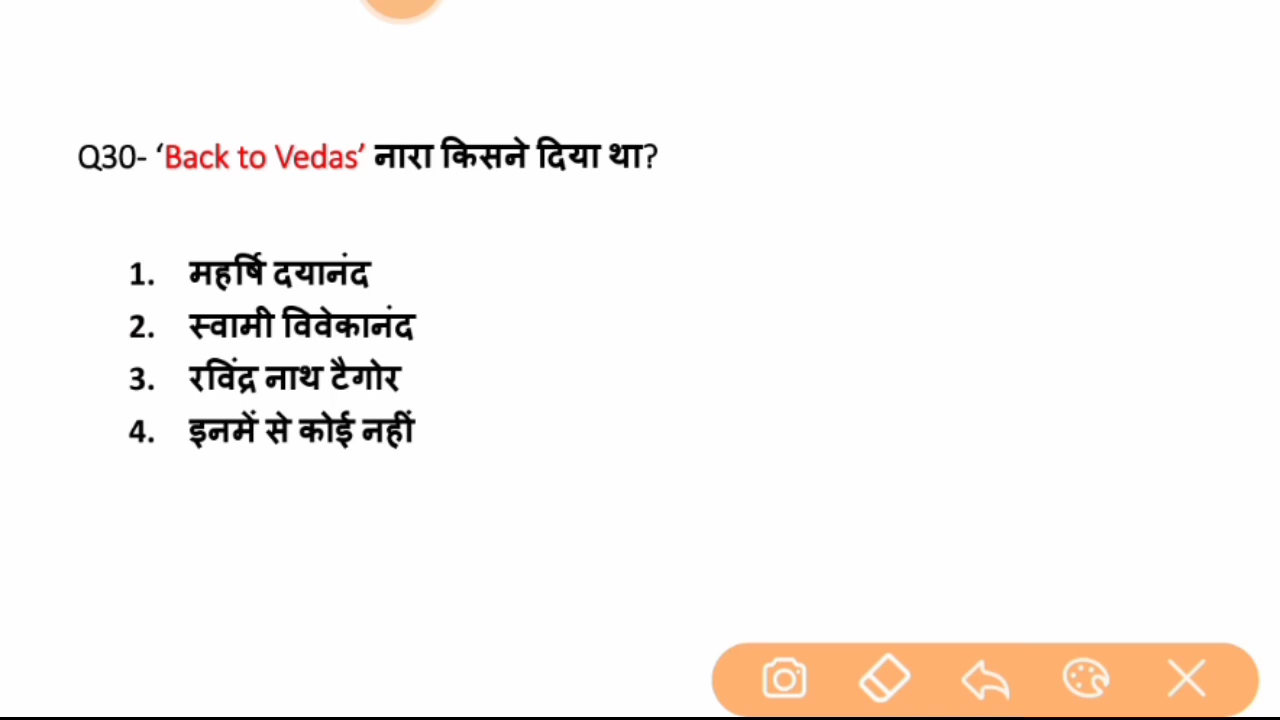 Q30- ‘Back to Vedas’ नारा किसने दिया था?
1. महर्षि दयानंद
2. स्वामी विवेकानंद
3. रविंद्र नाथ टैगोर
4. इनमें से कोई नहीं